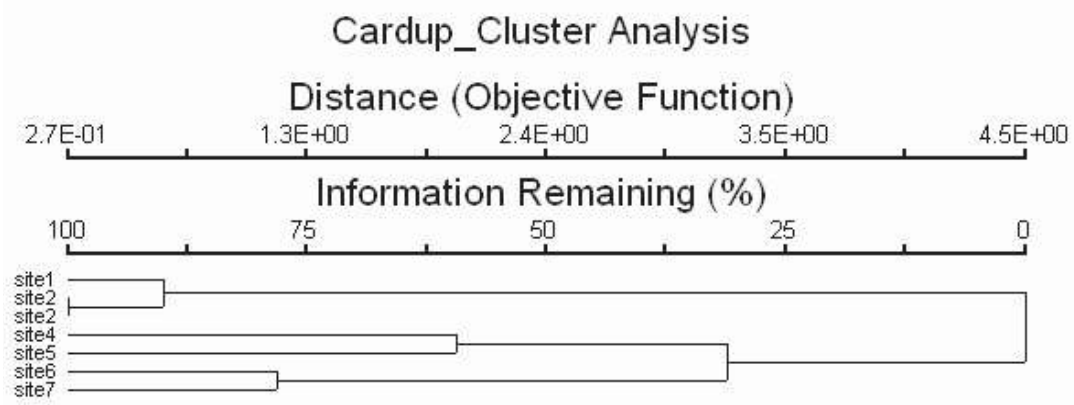 Cardup_Cluster Analysis
Distance (Objective Function)
2.7E-01 1.3E+00 2.4E+00 3.5E+00 4.5E+00
Information Remaining (%)
100 75 50 25 0
site1
site2
site2
site4
site5
site6
site7